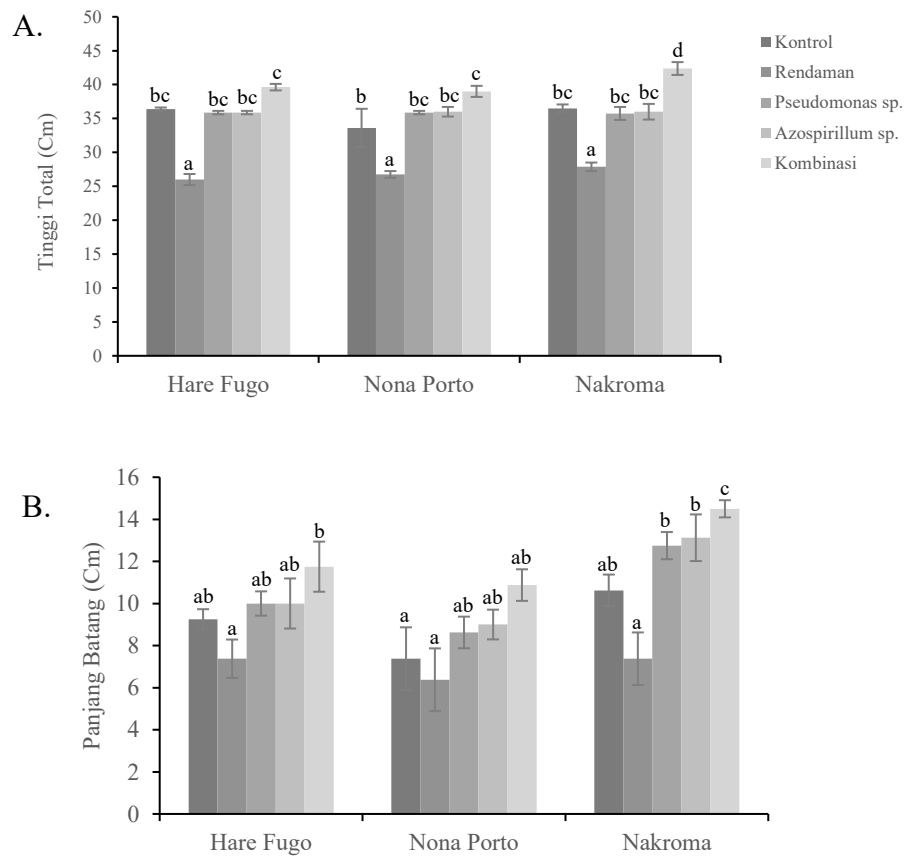 A.
Tinggi Total (Cm)
50
45
40
35
30
25
20
15
10
5
0
bc a bc bc c
b a bc bc c
bc a bc bc d
Hare Fugo Nona Porto Nakroma
Kontrol
Rendaman
Pseudomonas sp.
Azospirillum sp.
Kombinasi
B.
Panjang Batang (Cm)
16
14
12
10
8
6
4
2
0
ab a ab ab b
a a ab ab ab
ab a b b c
Hare Fugo Nona Porto Nakroma